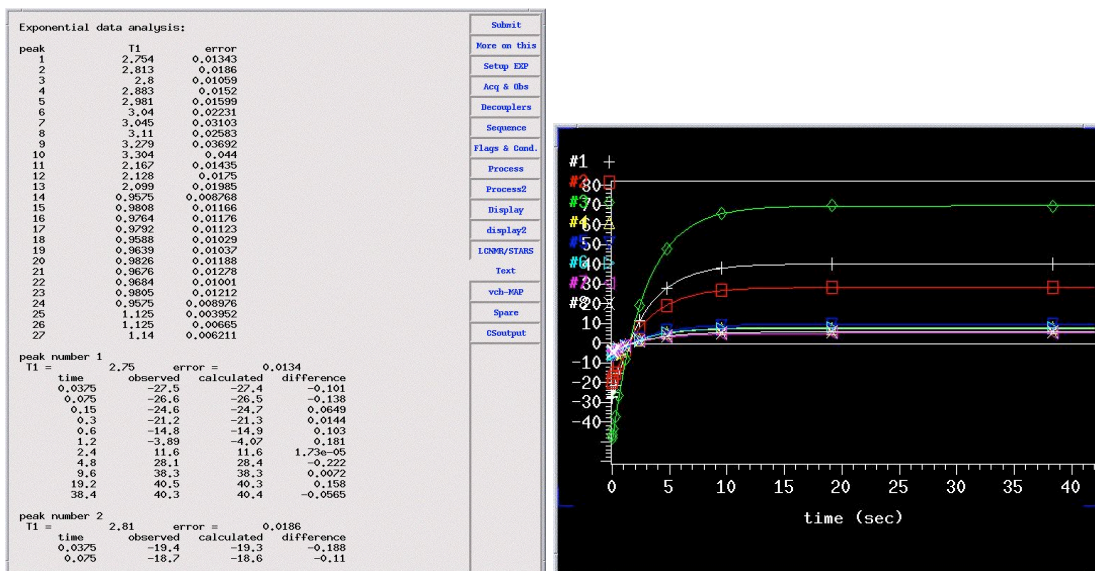 Exponential data analysis:
peak T1 error
1 2.754 0.01343
2 2.813 0.0186
3 2.8 0.01059
4 2.883 0.0152
5 2.981 0.01599
6 3.04 0.02231
7 3.045 0.03103
8 3.11 0.02583
9 3.279 0.03692
10 3.304 0.044
11 2.167 0.01435
12 2.128 0.0175
13 2.099 0.01985
14 0.9575 0.008768
15 0.9808 0.01166
16 0.9764 0.01176
17 0.9792 0.01123
18 0.9588 0.01029
19 0.9639 0.01037
20 0.9826 0.01188
21 0.9676 0.01278
22 0.9684 0.01001
23 0.9805 0.01212
24 0.9575 0.008976
25 1.125 0.003952
26 1.125 0.00665
27 1.14 0.006211
peak number 1
T1 = 2.75 error = 0.0134
time observed calculated difference
0.0375 -27.5 -27.4 -0.101
0.075 -26.6 -26.5 -0.138
0.15 -24.6 -24.7 0.0649
0.3 -21.2 -21.3 0.0144
0.6 -14.8 -14.9 0.103
1.2 -3.89 -4.07 0.181
2.4 11.6 11.6 1.73e-05
4.8 28.1 28.4 -0.222
9.6 38.3 38.3 0.0072
19.2 40.5 40.3 0.158
38.4 40.3 40.4 -0.0565
peak number 2
T1 = 2.81 error = 0.0186
time observed calculated difference
0.0375 -19.4 -19.3 -0.188
0.075 -18.7 -18.6 -0.11
Submit
More on this
Setup EXP
Acq & Obs
Decouplers
Sequence
Flags & Cond.
Process
Process2
Display
display2
LCNMR/STARS
Text
vch-MAP
Spare
CSoutput
#1
#2
80
#3
70
#4
60
#5
50
#6
40
#7
30
#8
20
10
0
-10
-20
-30
-40
0 5 10 15 20 25 30 35 40
time (sec)